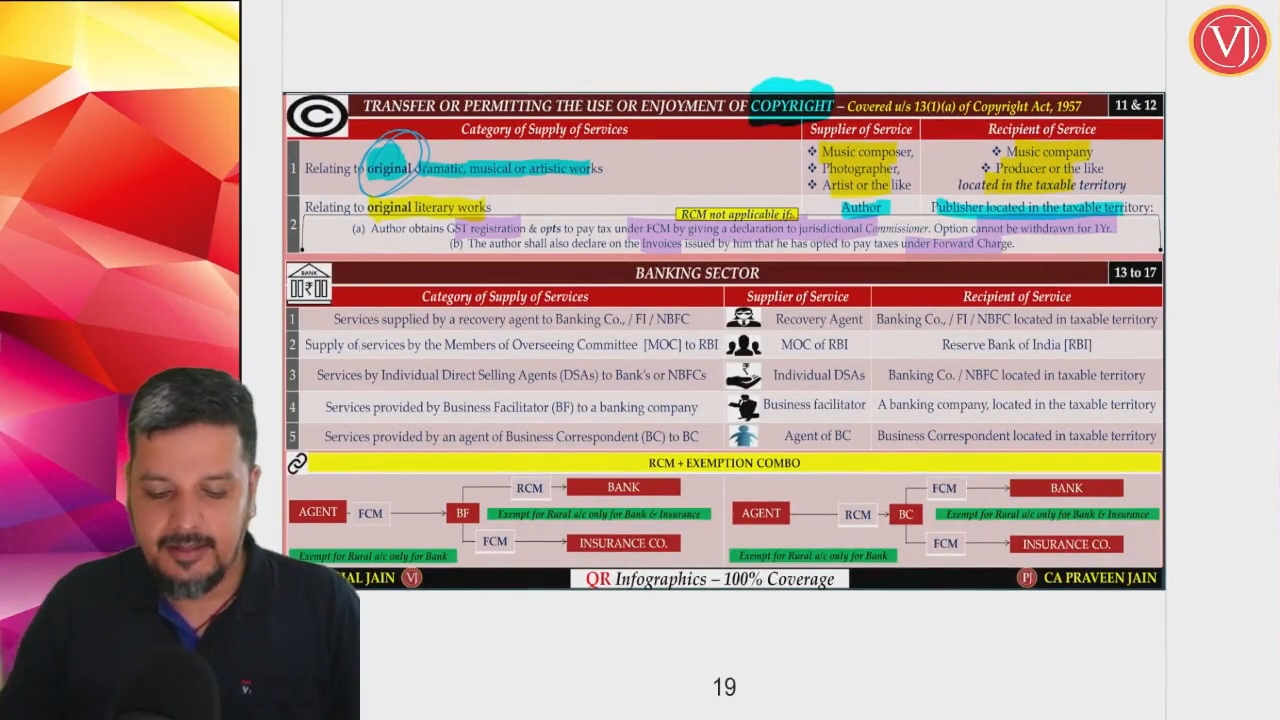 VJ
TRANSFER OR PERMITTING THE USE OR ENJOYMENT OF COPYRIGHT – Covered u/s 13(1)(a) of Copyright Act, 1957 11 & 12
Category of Supply of Services Supplier of Service Recipient of Service
1 Relating to original dramatic, musical or artistic works
❖ Music composer,
❖ Photographer,
❖ Artist or the like
❖ Music company
❖ Producer or the like
located in the taxable territory
2 Relating to original literary works Author Publisher located in the taxable territory:
RCM not applicable if..
(a) Author obtains GST registration & opts to pay tax under FCM by giving a declaration to jurisdictional Commissioner. Option cannot be withdrawn for 1Yr.
(b) The author shall also declare on the Invoices issued by him that he has opted to pay taxes under Forward Charge.
BANK
BANKING SECTOR 13 to 17
Category of Supply of Services Supplier of Service Recipient of Service
1 Services supplied by a recovery agent to Banking Co., / FI / NBFC Recovery Agent Banking Co., / FI / NBFC located in taxable territory
2 Supply of services by the Members of Overseeing Committee [MOC] to RBI MOC of RBI Reserve Bank of India [RBI]
3 Services by Individual Direct Selling Agents (DSAs) to Bank's or NBFCs Individual DSAs Banking Co. / NBFC located in taxable territory
4 Services provided by Business Facilitator (BF) to a banking company Business facilitator A banking company, located in the taxable territory
5 Services provided by an agent of Business Correspondent (BC) to BC Agent of BC Business Correspondent located in taxable territory
RCM + EXEMPTION COMBO
AGENT FCM BF RCM BANK
Exempt for Rural a/c only for Bank & Insurance
FCM INSURANCE CO.
Exempt for Rural a/c only for Bank
AGENT RCM BC FCM BANK
Exempt for Rural a/c only for Bank & Insurance
FCM INSURANCE CO.
Exempt for Rural a/c only for Bank
JAIN VJ QR Infographics – 100% Coverage PJ CA PRAVEEN JAIN
19